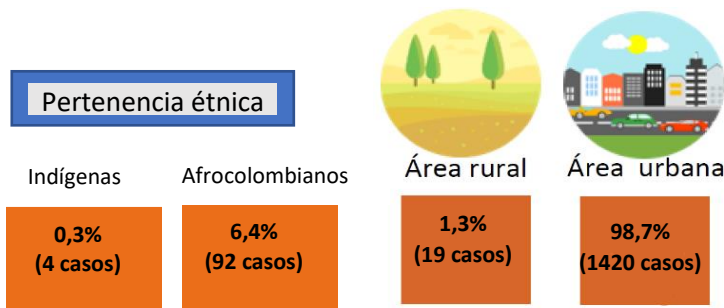 Pertenencia étnica
Indígenas
Afrocolombianos
0,3%
(4 casos)
6,4%
(92 casos)
Área rural
Área urbana
1,3%
(19 casos)
98,7%
(1420 casos)